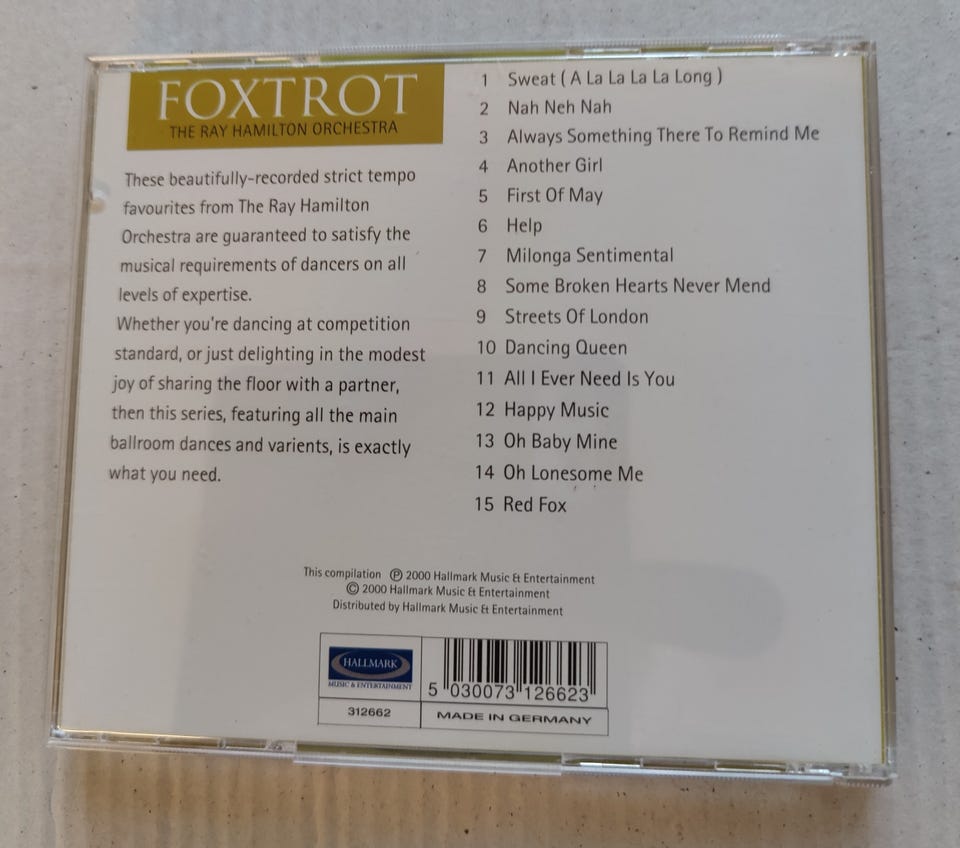 FOXTROT
THE RAY HAMILTON ORCHESTRA
These beautifully-recorded strict tempo
favourites from The Ray Hamilton
Orchestra are guaranteed to satisfy the
musical requirements of dancers on all
levels of expertise.
Whether you're dancing at competition
standard, or just delighting in the modest
joy of sharing the floor with a partner,
then this series, featuring all the main
ballroom dances and varients, is exactly
what you need.
1 Sweat ( A La La La La Long )
2 Nah Neh Nah
3 Always Something There To Remind Me
4 Another Girl
5 First Of May
6 Help
7 Milonga Sentimental
8 Some Broken Hearts Never Mend
9 Streets Of London
10 Dancing Queen
11 All I Ever Need Is You
12 Happy Music
13 Oh Baby Mine
14 Oh Lonesome Me
15 Red Fox
This compilation ℗ 2000 Hallmark Music & Entertainment
© 2000 Hallmark Music & Entertainment
Distributed by Hallmark Music & Entertainment
HALLMARK
MUSIC & ENTERTAINMENT
312662
5 030073 126623
MADE IN GERMANY